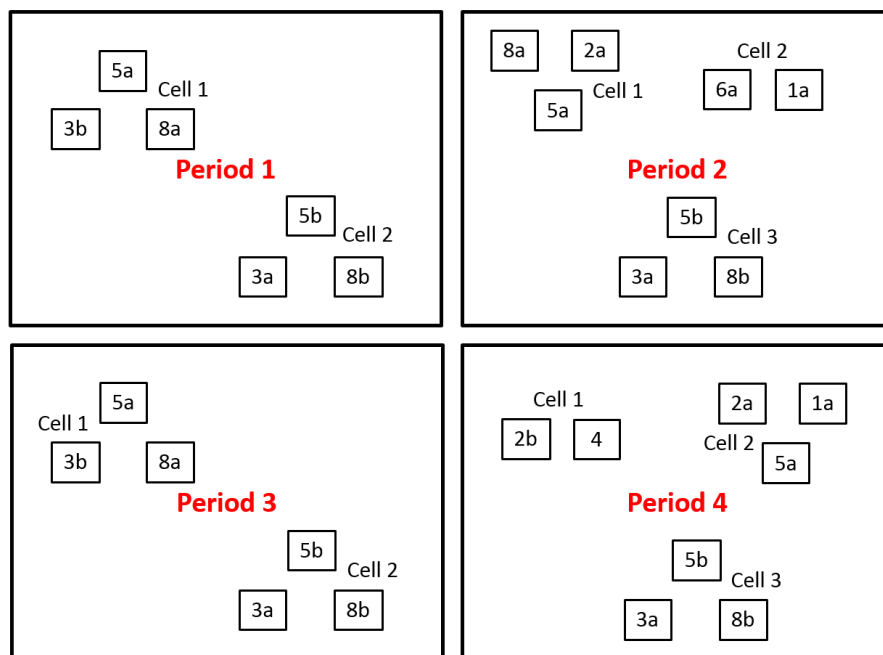 5a
Cell 1
3b
8a
Period 1
5b
Cell 2
3a
8b
8a
2a
Cell 2
5a
Cell 1
6a
1a
Period 2
5b
Cell 3
3a
8b
5a
Cell 1
3b
8a
Period 3
5b
Cell 2
3a
8b
Cell 1
2a
1a
2b
4
Cell 2
5a
Period 4
5b
Cell 3
3a
8b